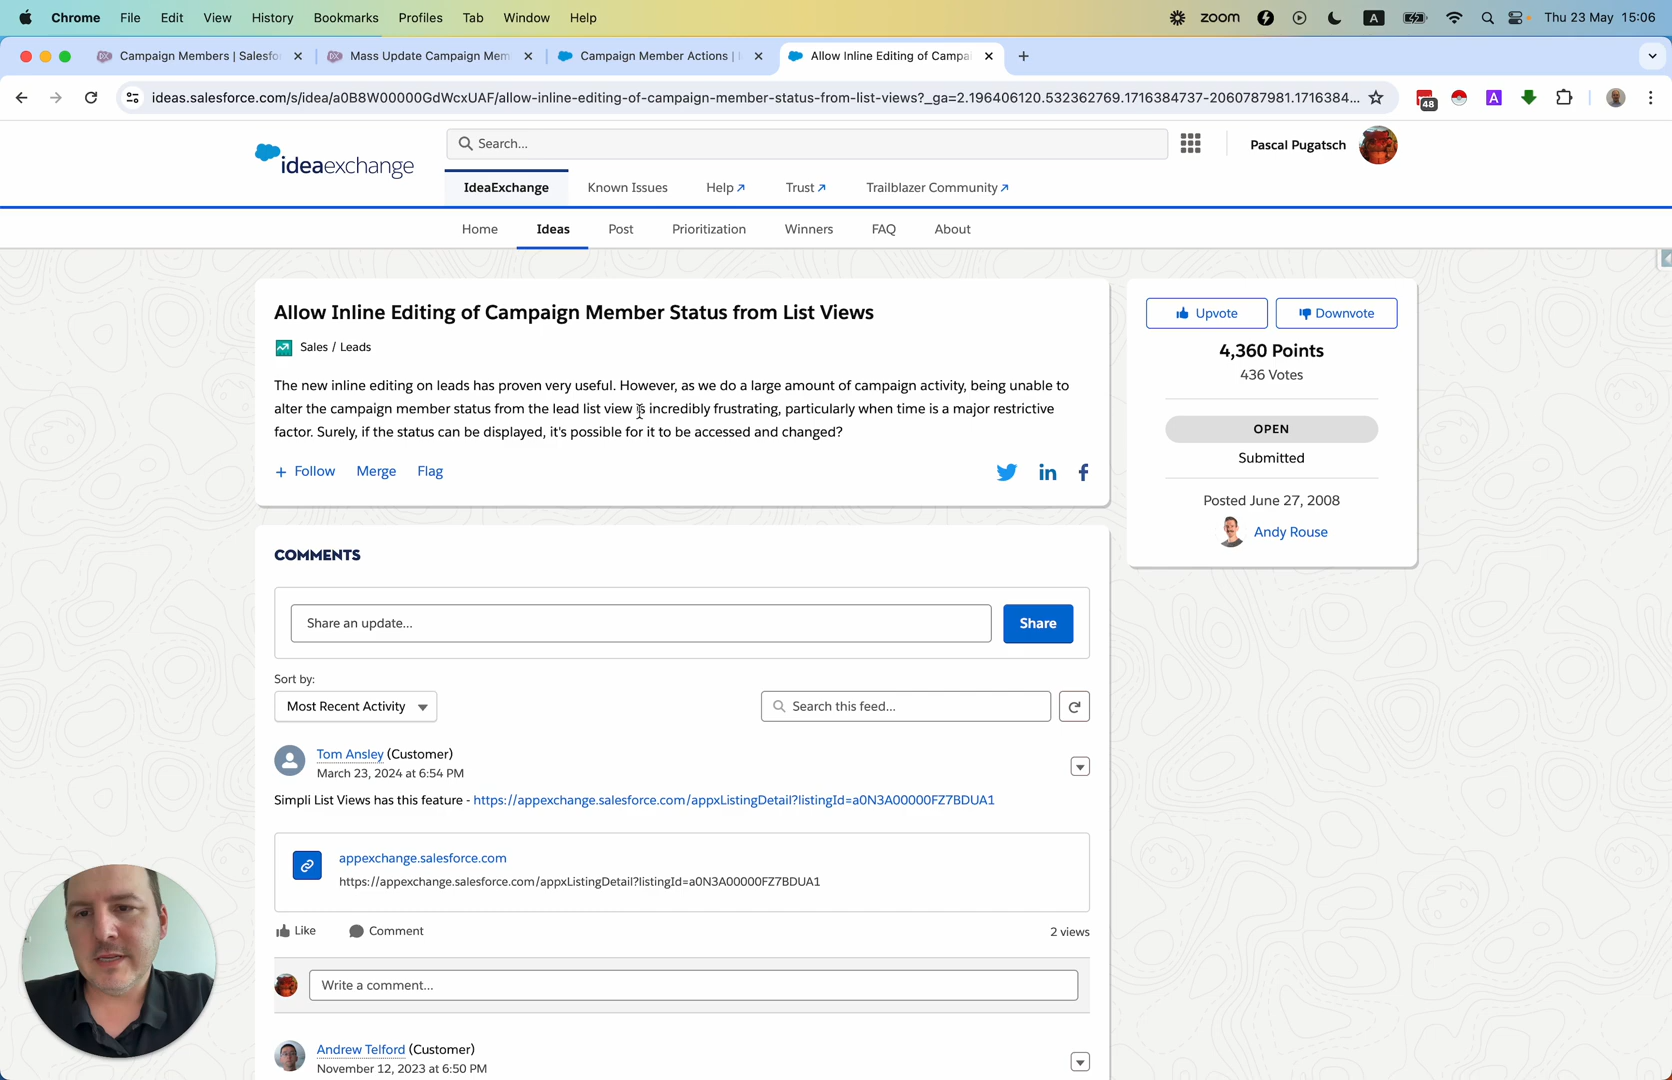 Chrome File Edit View History Bookmarks Profiles Tab Window Help zoom A Thu 23 May 15:06
Campaign Members | Salesfo Mass Update Campaign Mem Campaign Member Actions | Allow Inline Editing of Campa
ideas.salesforce.com/s/idea/a0B8W00000GdWcxUAF/allow-inline-editing-of-campaign-member-status-from-list-views?_ga=2.196406120.532362769.1716384737-2060787981.1716384... 48 A
ideaexchange Search... Pascal Pugatsch
IdeaExchange Known Issues Help Trust Trailblazer Community
Home Ideas Post Prioritization Winners FAQ About
Allow Inline Editing of Campaign Member Status from List Views
Sales / Leads
The new inline editing on leads has proven very useful. However, as we do a large amount of campaign activity, being unable to
alter the campaign member status from the lead list view is incredibly frustrating, particularly when time is a major restrictive
factor. Surely, if the status can be displayed, it's possible for it to be accessed and changed?
+ Follow Merge Flag
Upvote Downvote
4,360 Points
436 Votes
OPEN
Submitted
Posted June 27, 2008
Andy Rouse
COMMENTS
Share an update... Share
Sort by:
Most Recent Activity Search this feed...
Tom Ansley (Customer)
March 23, 2024 at 6:54 PM
Simpli List Views has this feature - https://appexchange.salesforce.com/appxListingDetail?listingId=a0N3A00000FZ7BDUA1
appexchange.salesforce.com
https://appexchange.salesforce.com/appxListingDetail?listingId=a0N3A00000FZ7BDUA1
Like Comment 2 views
Write a comment...
Andrew Telford (Customer)
November 12, 2023 at 6:50 PM